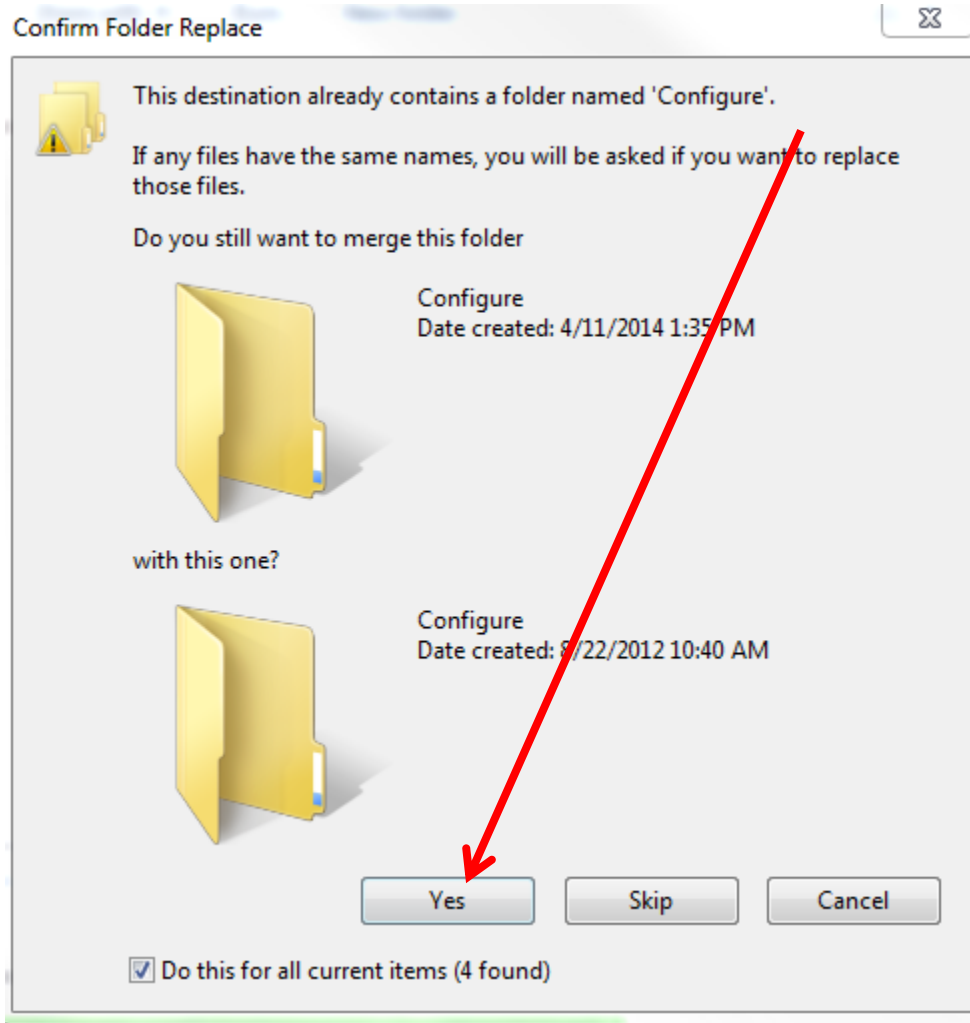 Confirm Folder Replace
This destination already contains a folder named 'Configure'.
If any files have the same names, you will be asked if you want to replace
those files.
Do you still want to merge this folder
Configure
Date created: 4/11/2014 1:35 PM
with this one?
Configure
Date created: 8/22/2012 10:40 AM
Yes
Skip
Cancel
Do this for all current items (4 found)